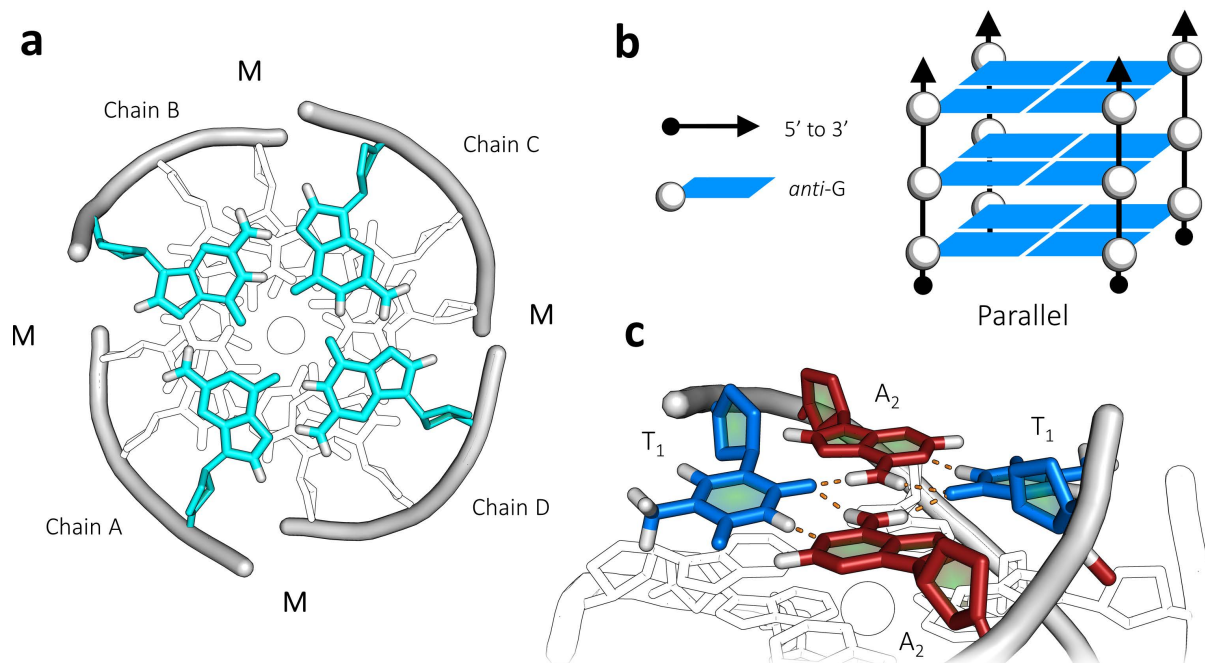 a
M
Chain B
Chain C
M
M
Chain A
Chain D
M
b
5’ to 3’
anti-G
Parallel
c
A2
T1
T1
A2